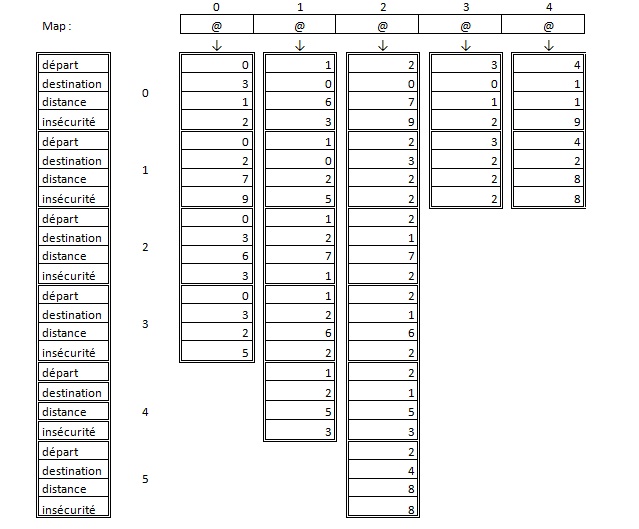 0 1 2 3 4
Map : @ @ @ @ @
↓ ↓ ↓ ↓ ↓
départ 0 1 2 3 4
destination 3 0 0 0 1
0
distance 1 6 7 1 1
insécurité 2 3 9 2 9
départ 0 1 2 3 4
destination 2 0 3 2 2
1
distance 7 2 2 2 8
insécurité 9 5 2 2 8
départ 0 1 2
destination 3 2 1
2
distance 6 7 7
insécurité 3 1 2
départ 0 1 2
destination 3 2 1
3
distance 2 6 6
insécurité 5 2 2
départ 1 2
destination 2 1
distance 4 5 5
insécurité 3 3
départ 2
destination 4
5
distance 8
insécurité 8